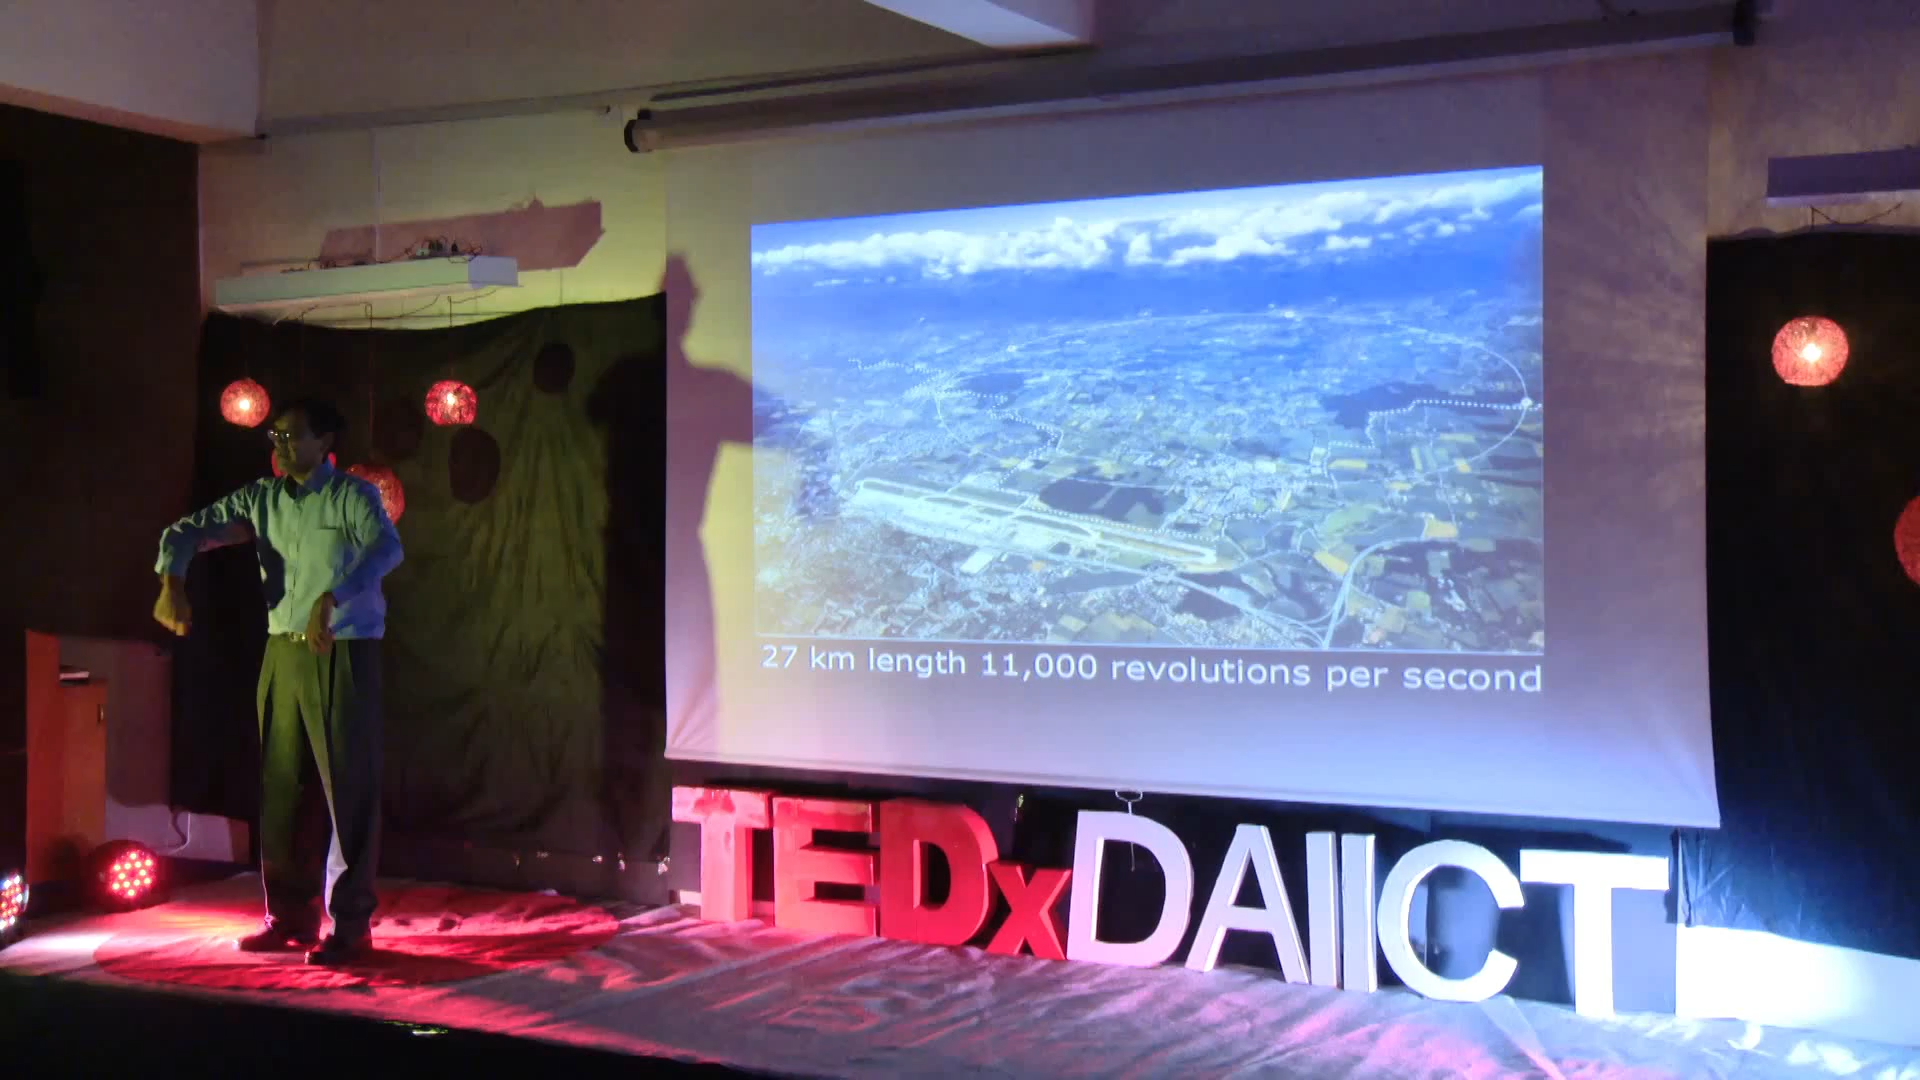 27 km length 11,000 revolutions per second
TEDxDAIICT